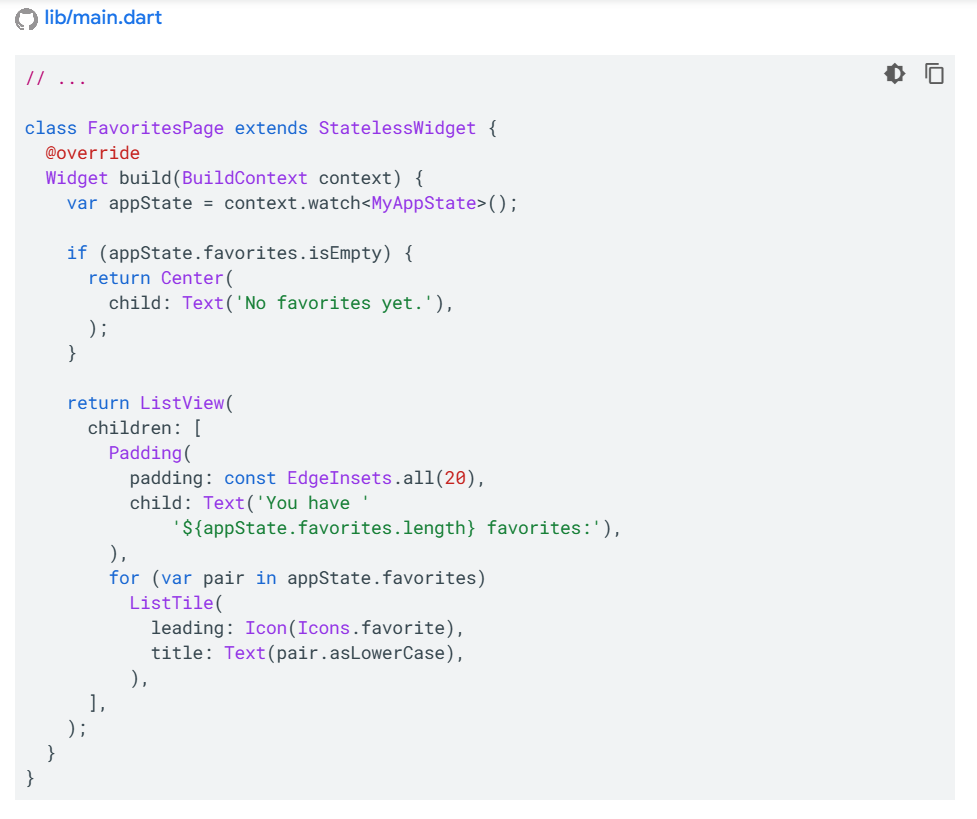 lib/main.dart
// ...
class FavoritesPage extends StatelessWidget {
  @override
  Widget build(BuildContext context) {
    var appState = context.watch<MyAppState>();
    if (appState.favorites.isEmpty) {
      return Center(
        child: Text('No favorites yet.'),
      );
    }
    return ListView(
      children: [
        Padding(
          padding: const EdgeInsets.all(20),
          child: Text('You have '
              '${appState.favorites.length} favorites:'),
        ),
        for (var pair in appState.favorites)
          ListTile(
            leading: Icon(Icons.favorite),
            title: Text(pair.asLowerCase),
          ),
      ],
    );
  }
}